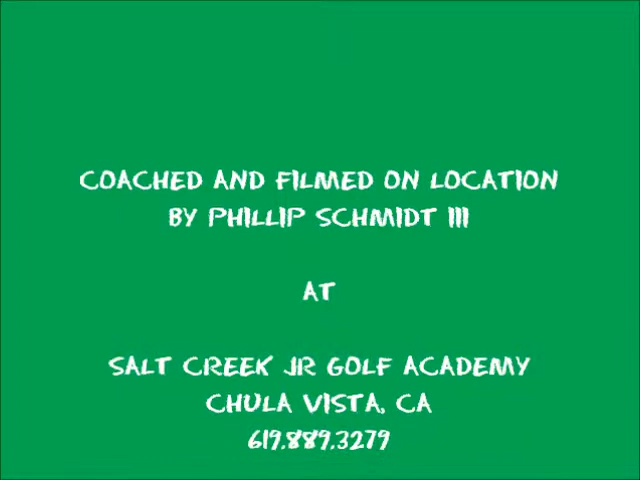 COACHED AND FILMED ON LOCATION
BY PHILLIP SCHMIDT III
AT
SALT CREEK JR GOLF ACADEMY
CHULA VISTA, CA
619.889.3279